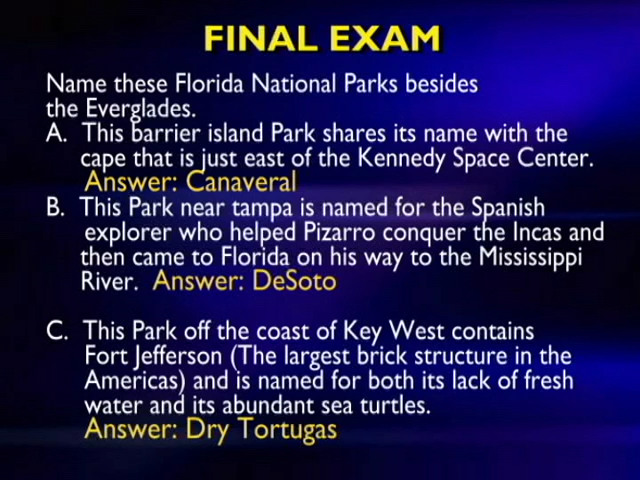 FINAL EXAM
Name these Florida National Parks besides
the Everglades.
A. This barrier island Park shares its name with the
cape that is just east of the Kennedy Space Center.
Answer: Canaveral
B. This Park near tampa is named for the Spanish
explorer who helped Pizarro conquer the Incas and
then came to Florida on his way to the Mississippi
River. Answer: DeSoto
C. This Park off the coast of Key West contains
Fort Jefferson (The largest brick structure in the
Americas) and is named for both its lack of fresh
water and its abundant sea turtles.
Answer: Dry Tortugas